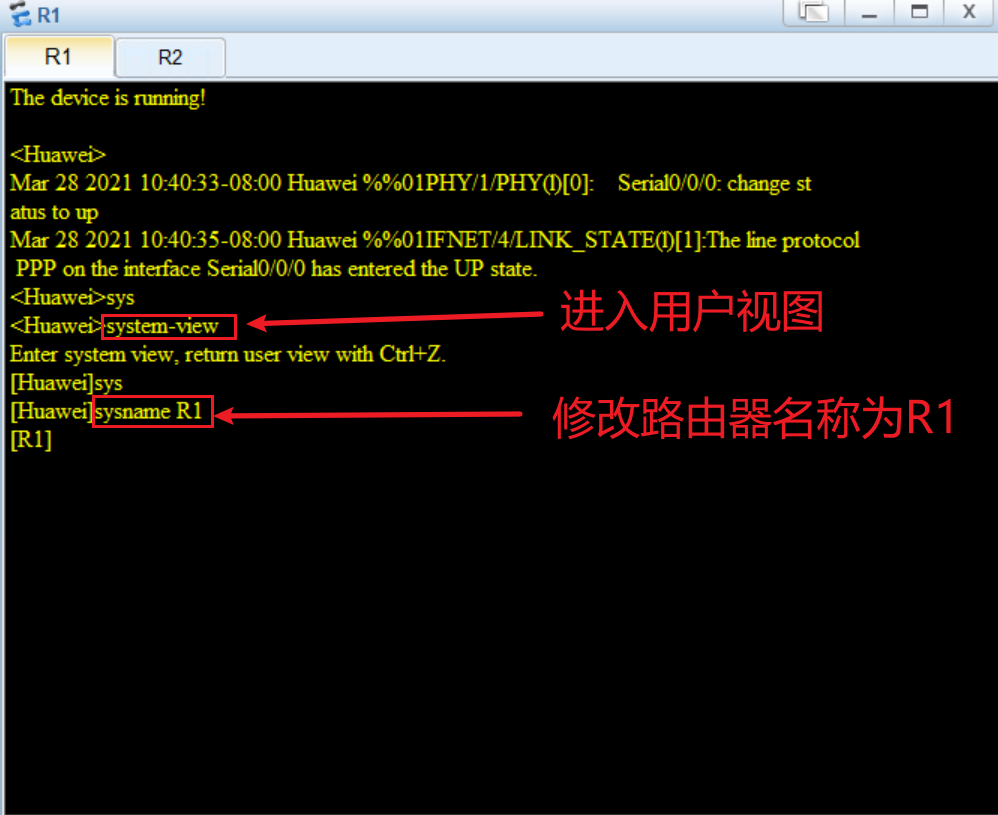 R1
R1 R2
The device is running!
<Huawei>
Mar 28 2021 10:40:33-08:00 Huawei %%01PHY/1/PHY(l)[0]:    Serial0/0/0: change st
atus to up
Mar 28 2021 10:40:35-08:00 Huawei %%01IFNET/4/LINK_STATE(l)[1]:The line protocol
 PPP on the interface Serial0/0/0 has entered the UP state.
<Huawei>sys
<Huawei>system-view 进入用户视图
Enter system view, return user view with Ctrl+Z.
[Huawei]sys
[Huawei]sysname R1 修改路由器名称为R1
[R1]